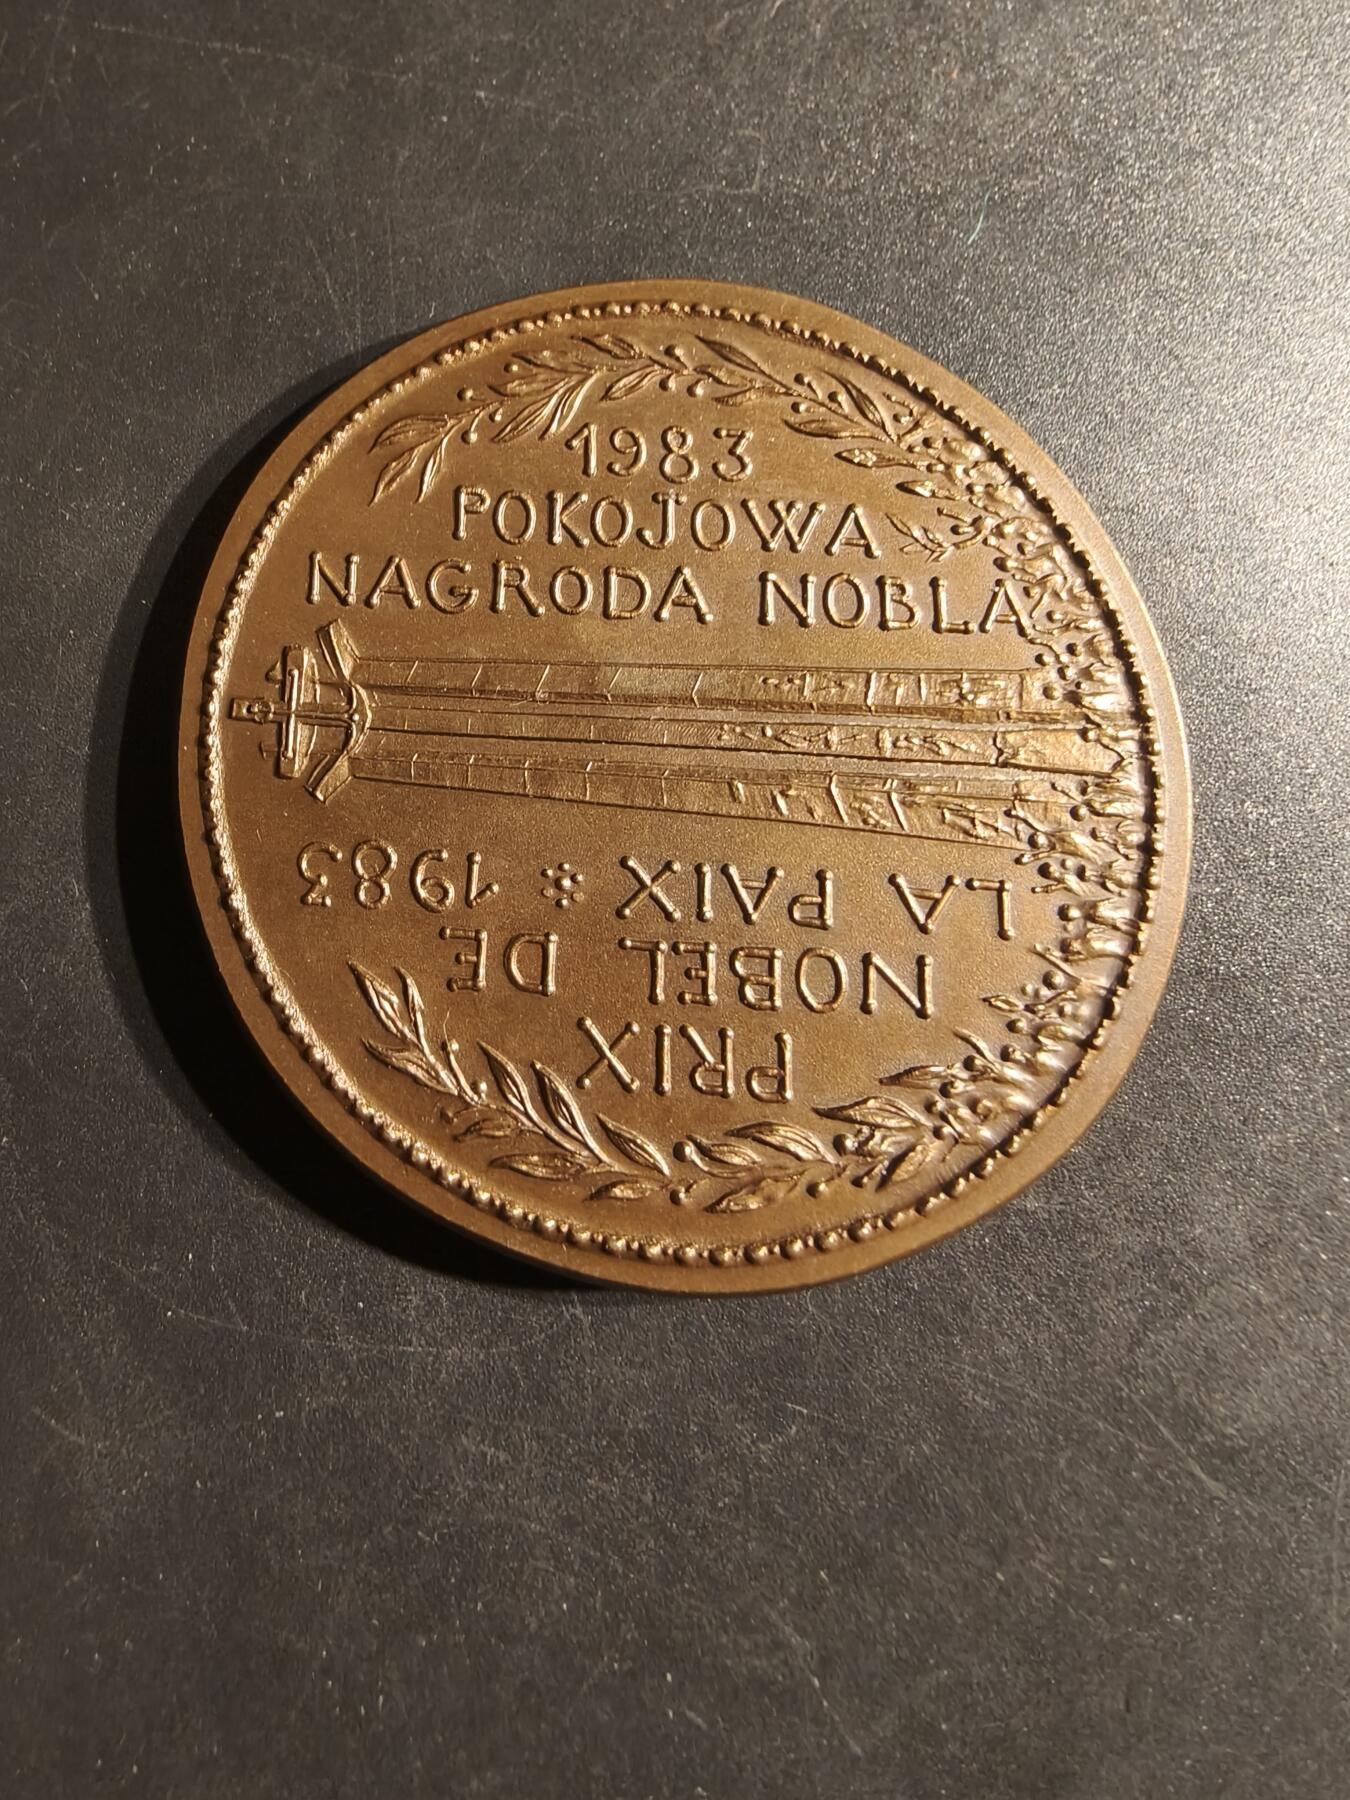 1983
POKOJOWA
NAGRODA NOBLA
PRIX
NOBEL DE
LA PAIX * 1983